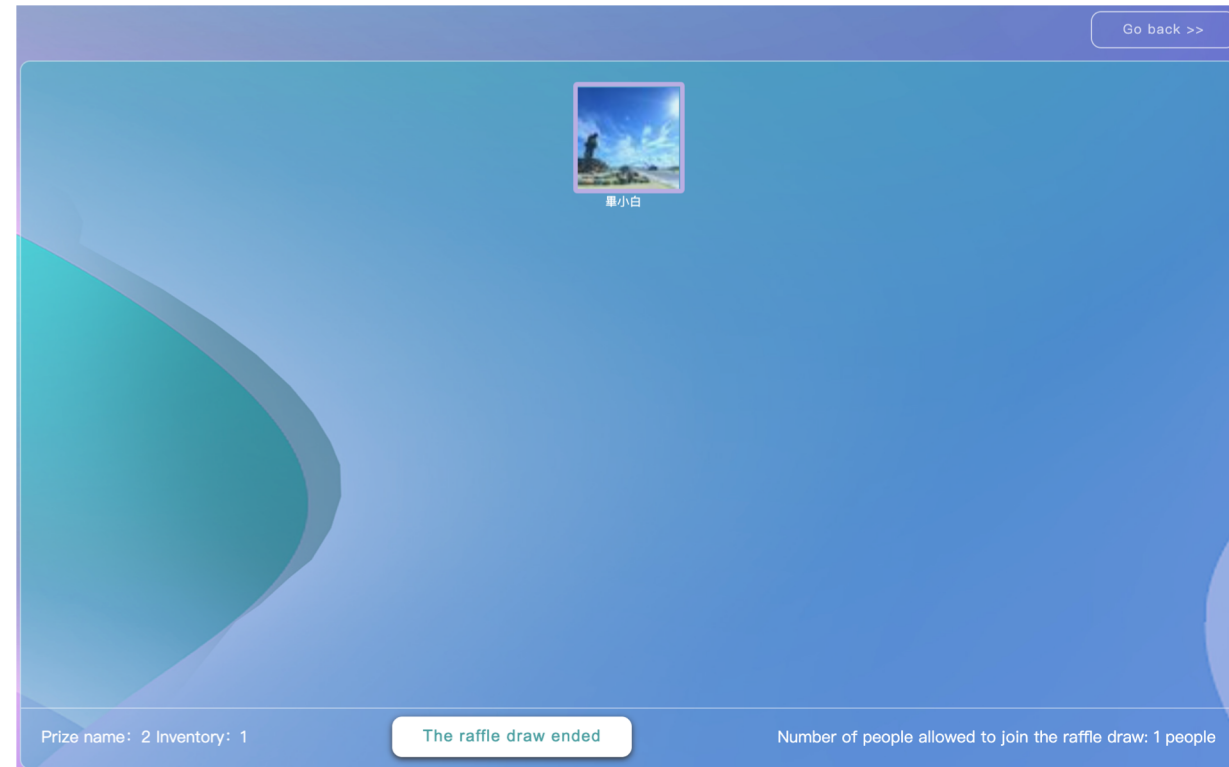 Go back >>
畢小白
Prize name：2 Inventory：1
The raffle draw ended
Number of people allowed to join the raffle draw: 1 people